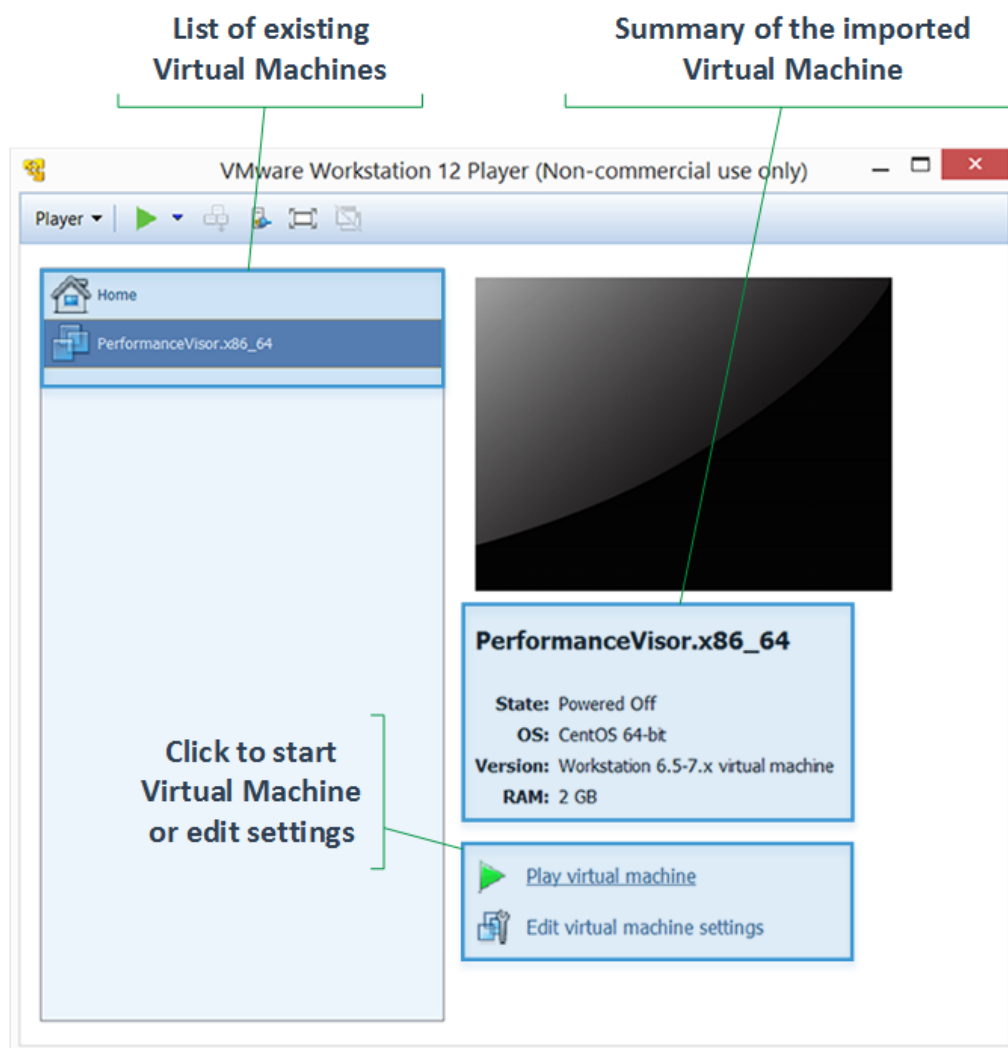 List of existing
Virtual Machines
Summary of the imported
Virtual Machine
VMware Workstation 12 Player (Non-commercial use only)
Player
Home
PerformanceVisor.x86_64
PerformanceVisor.x86_64
State: Powered Off
OS: CentOS 64-bit
Version: Workstation 6.5-7.x virtual machine
RAM: 2 GB
Click to start
Virtual Machine
or edit settings
Play virtual machine
Edit virtual machine settings